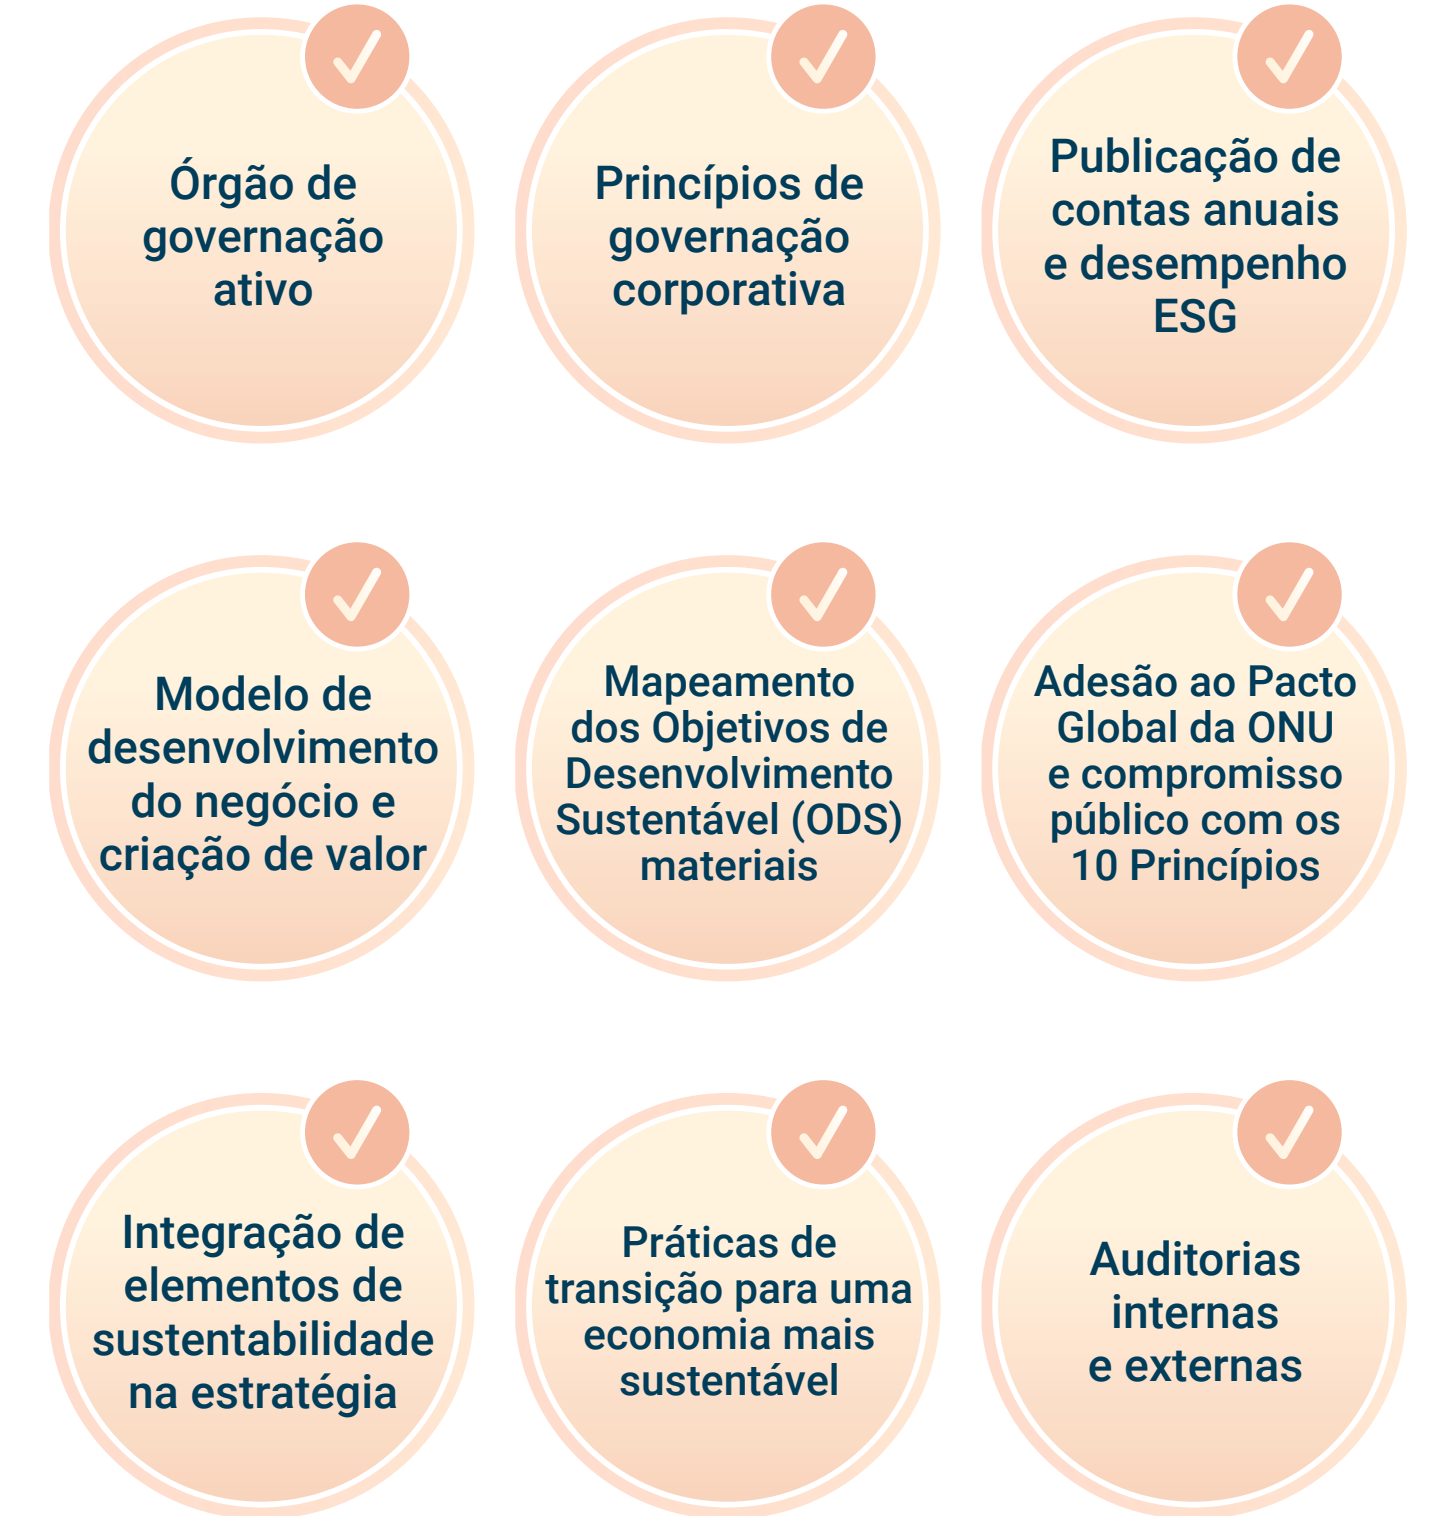 Órgão de
governação
ativo
Princípios de
governação
corporativa
Publicação de
contas anuais
e desempenho
ESG
Modelo de
desenvolvimento
do negócio e
criação de valor
Mapeamento
dos Objetivos de
Desenvolvimento
Sustentável (ODS)
materiais
Adesão ao Pacto
Global da ONU
e compromisso
público com os
10 Princípios
Integração de
elementos de
sustentabilidade
na estratégia
Práticas de
transição para uma
economia mais
sustentável
Auditorias
internas
e externas